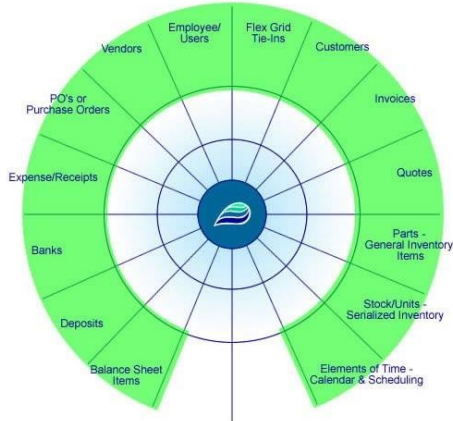 Employee/
Users
Flex Grid
Tie-Ins
Customers
Invoices
Quotes
Parts -
General Inventory
Items
Stock/Units -
Serialized Inventory
Elements of Time -
Calendar & Scheduling
Balance Sheet
Items
Deposits
Banks
Expense/Receipts
PO's or
Purchase Orders
Vendors